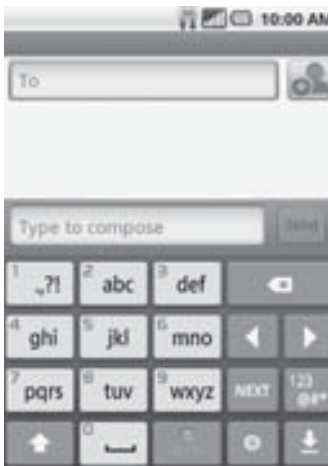 10:00 AM
To
Type to compose
Send
1 .,?! 2 abc 3 def
4 ghi 5 jkl 6 mno
7 pqrs 8 tuv 9 wxyz NEXT 123
@#*
0